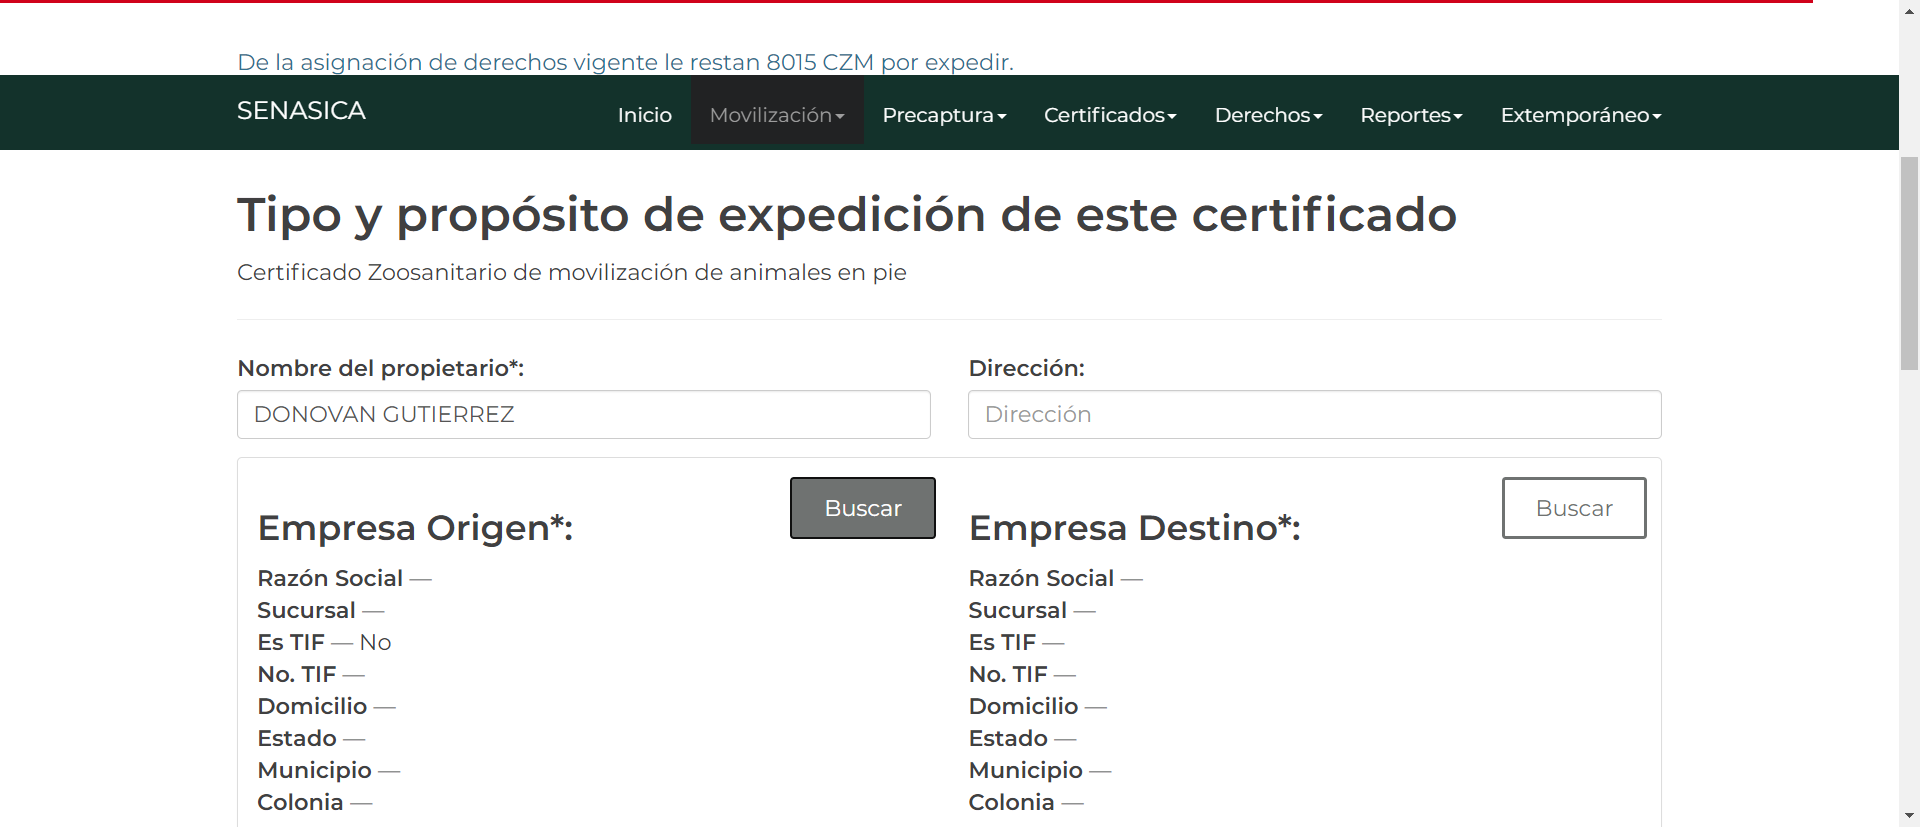 De la asignación de derechos vigente le restan 8015 CZM por expedir.
SENASICA Inicio Movilización Precaptura Certificados Derechos Reportes Extemporáneo
Tipo y propósito de expedición de este certificado
Certificado Zoosanitario de movilización de animales en pie
Nombre del propietario*:
DONOVAN GUTIERREZ
Dirección:
Dirección
Empresa Origen*:
Buscar
Razón Social —
Sucursal —
Es TIF — No
No. TIF —
Domicilio —
Estado —
Municipio —
Colonia —
Empresa Destino*:
Buscar
Razón Social —
Sucursal —
Es TIF —
No. TIF —
Domicilio —
Estado —
Municipio —
Colonia —